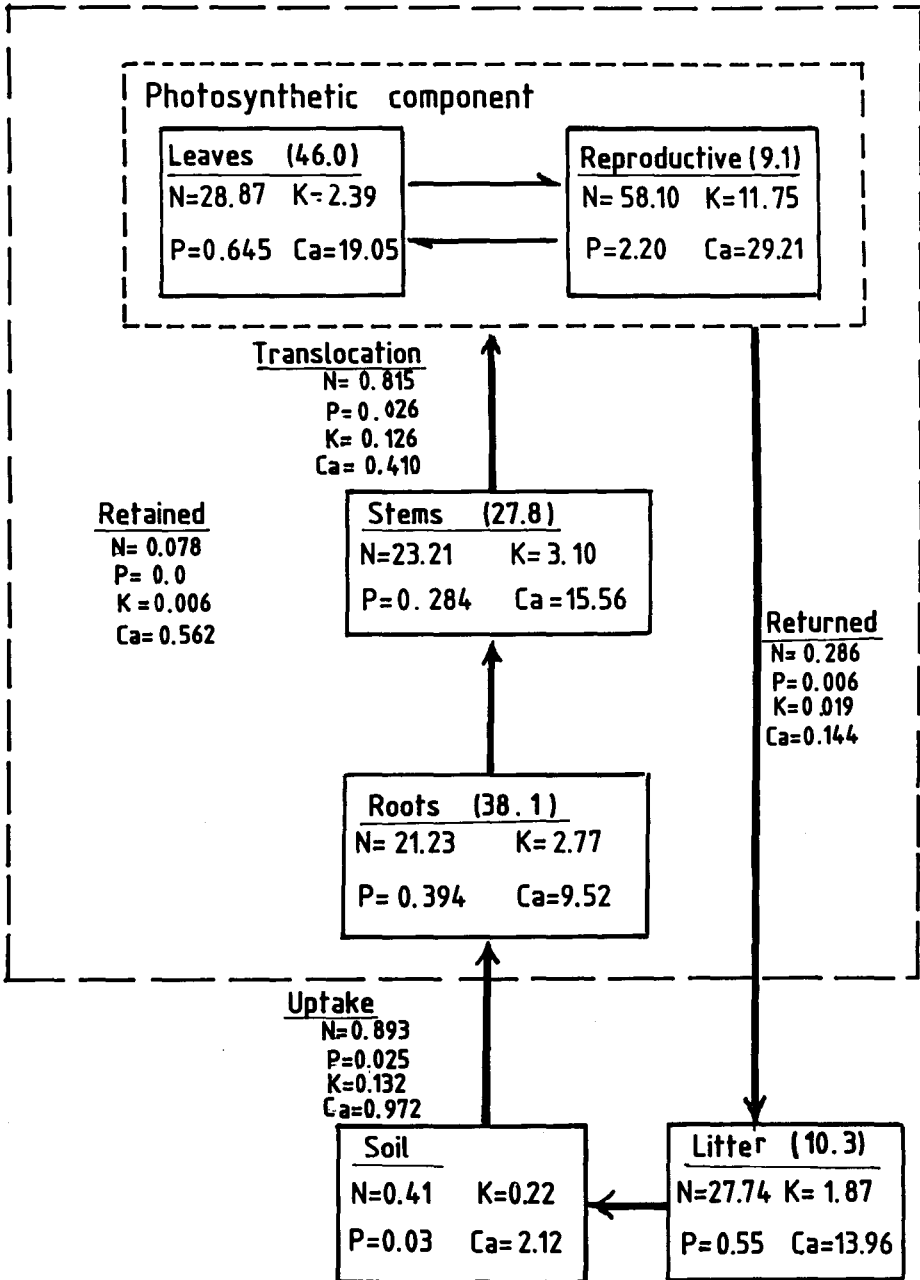 Photosynthetic component
Leaves (46.0)
N=28.87 K=2.39
P=0.645 Ca=19.05
Reproductive (9.1)
N= 58.10 K=11.75
P=2.20 Ca=29.21
Translocation
N= 0.815
P=0.026
K= 0.126
Ca= 0.410
Retained
N= 0.078
P= 0.0
K =0.006
Ca= 0.562
Stems (27.8)
N=23.21 K= 3.10
P=0.284 Ca =15.56
Returned
N= 0.286
P=0.006
K=0.019
Ca=0.144
Roots (38.1)
N= 21.23 K= 2.77
P= 0.394 Ca=9.52
Uptake
N=0.893
P=0.025
K=0.132
Ca=0.972
Soil
N=0.41 K=0.22
P=0.03 Ca= 2.12
Litter (10.3)
N=27.74 K= 1.87
P=0.55 Ca=13.96